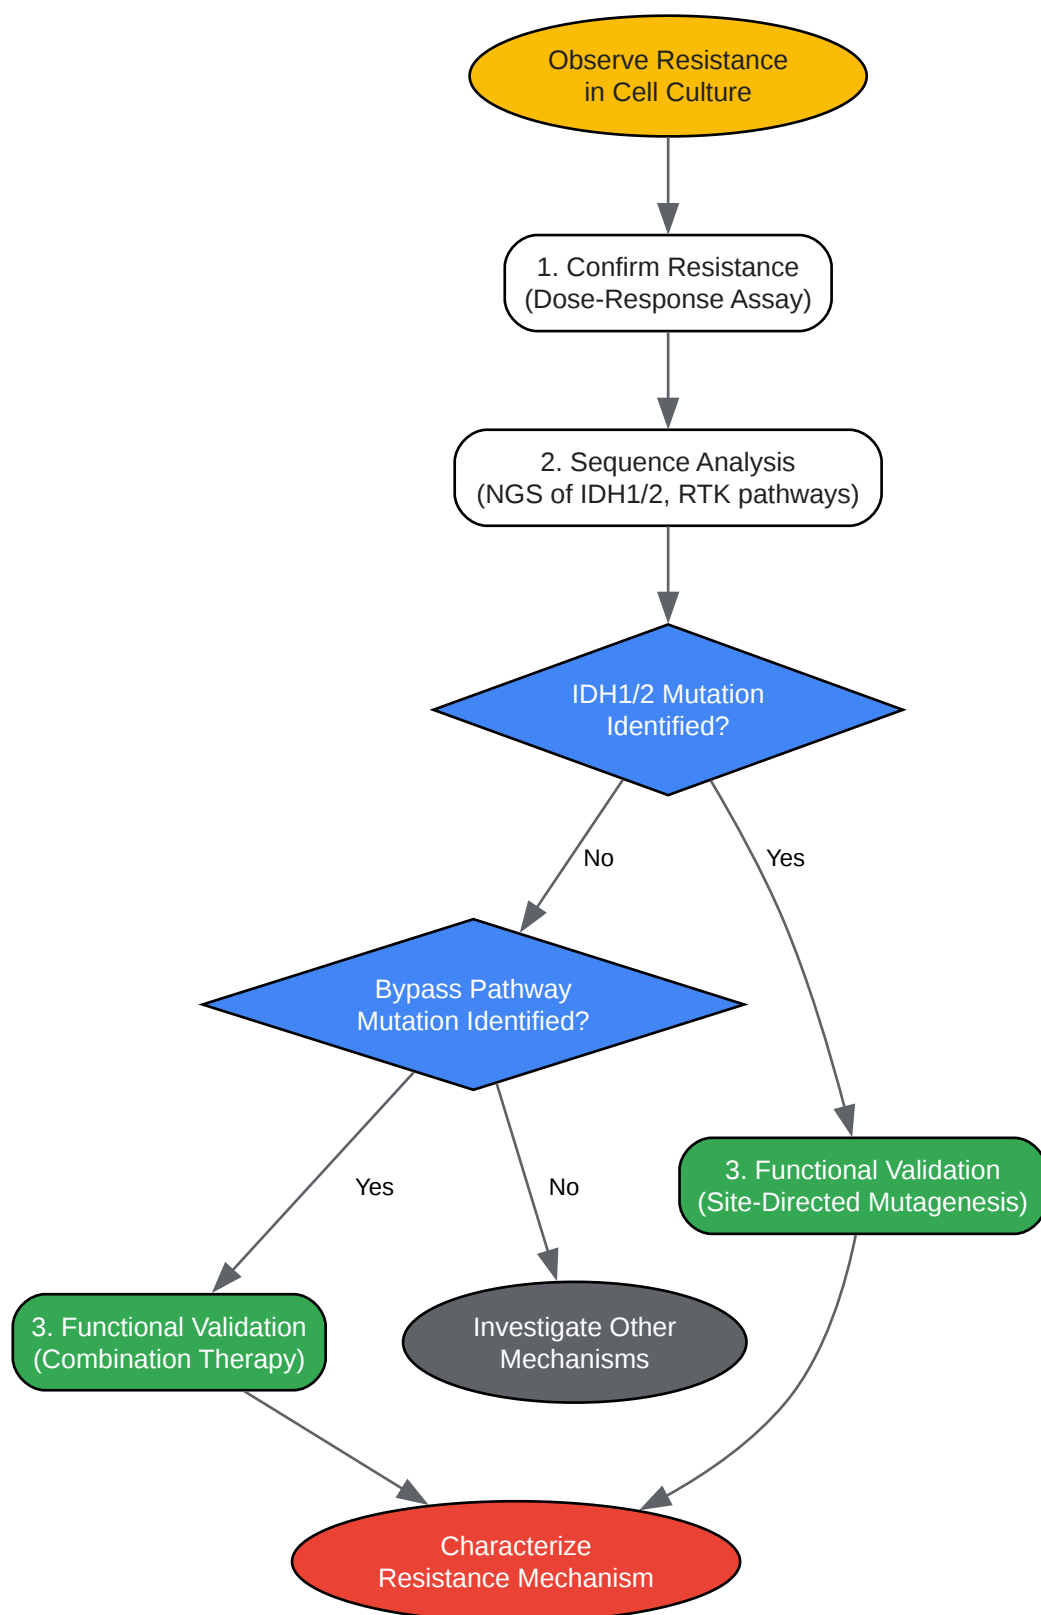 Observe Resistance
in Cell Culture
1. Confirm Resistance
(Dose-Response Assay)
2. Sequence Analysis
(NGS of IDH1/2, RTK pathways)
IDH1/2 Mutation
Identified?
No
Yes
Bypass Pathway
Mutation Identified?
Yes
No
3. Functional Validation
(Site-Directed Mutagenesis)
3. Functional Validation
(Combination Therapy)
Investigate Other
Mechanisms
Characterize
Resistance Mechanism